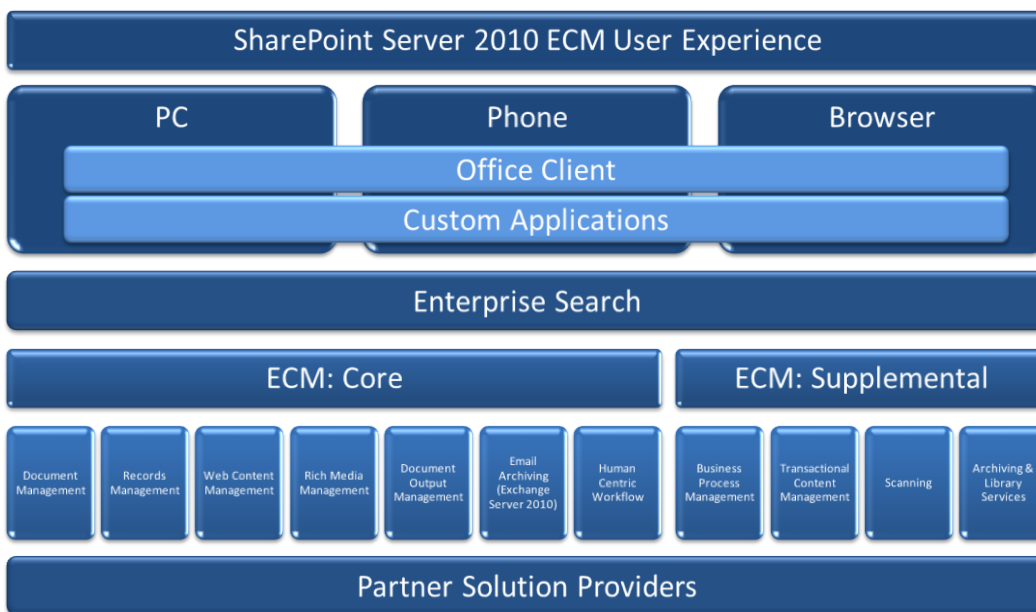 SharePoint Server 2010 ECM User Experience
PC
Phone
Browser
Office Client
Custom Applications
Enterprise Search
ECM: Core
ECM: Supplemental
Document
Management
Records
Management
Web Content
Management
Rich Media
Management
Document
Output
Management
Email
Archiving
(Exchange
Server 2010)
Human
Centric
Workflow
Business
Process
Management
Transactional
Content
Management
Scanning
Archiving &
Library
Services
Partner Solution Providers